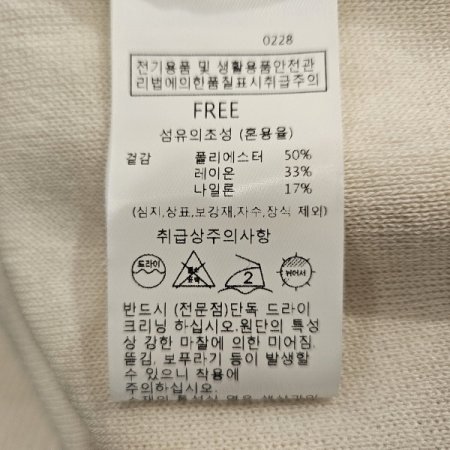 0228
전기용품 및 생활용품안전관
리법에의한품질표시취급주의
FREE
섬유의조성 (혼용율)
겉감 폴리에스터 50%
레이온 33%
나일론 17%
(심지,상표,보강재,자수,장식 제외)
취급상주의사항
드라이 2 뉘어서
반드시 (전문점)단독 드라이
크리닝 하십시오.원단의 특성
상 강한 마찰에 의한 미어짐.
뜯김. 보푸라기 등이 발생할
수 있으니 착용에
주의하십시오.